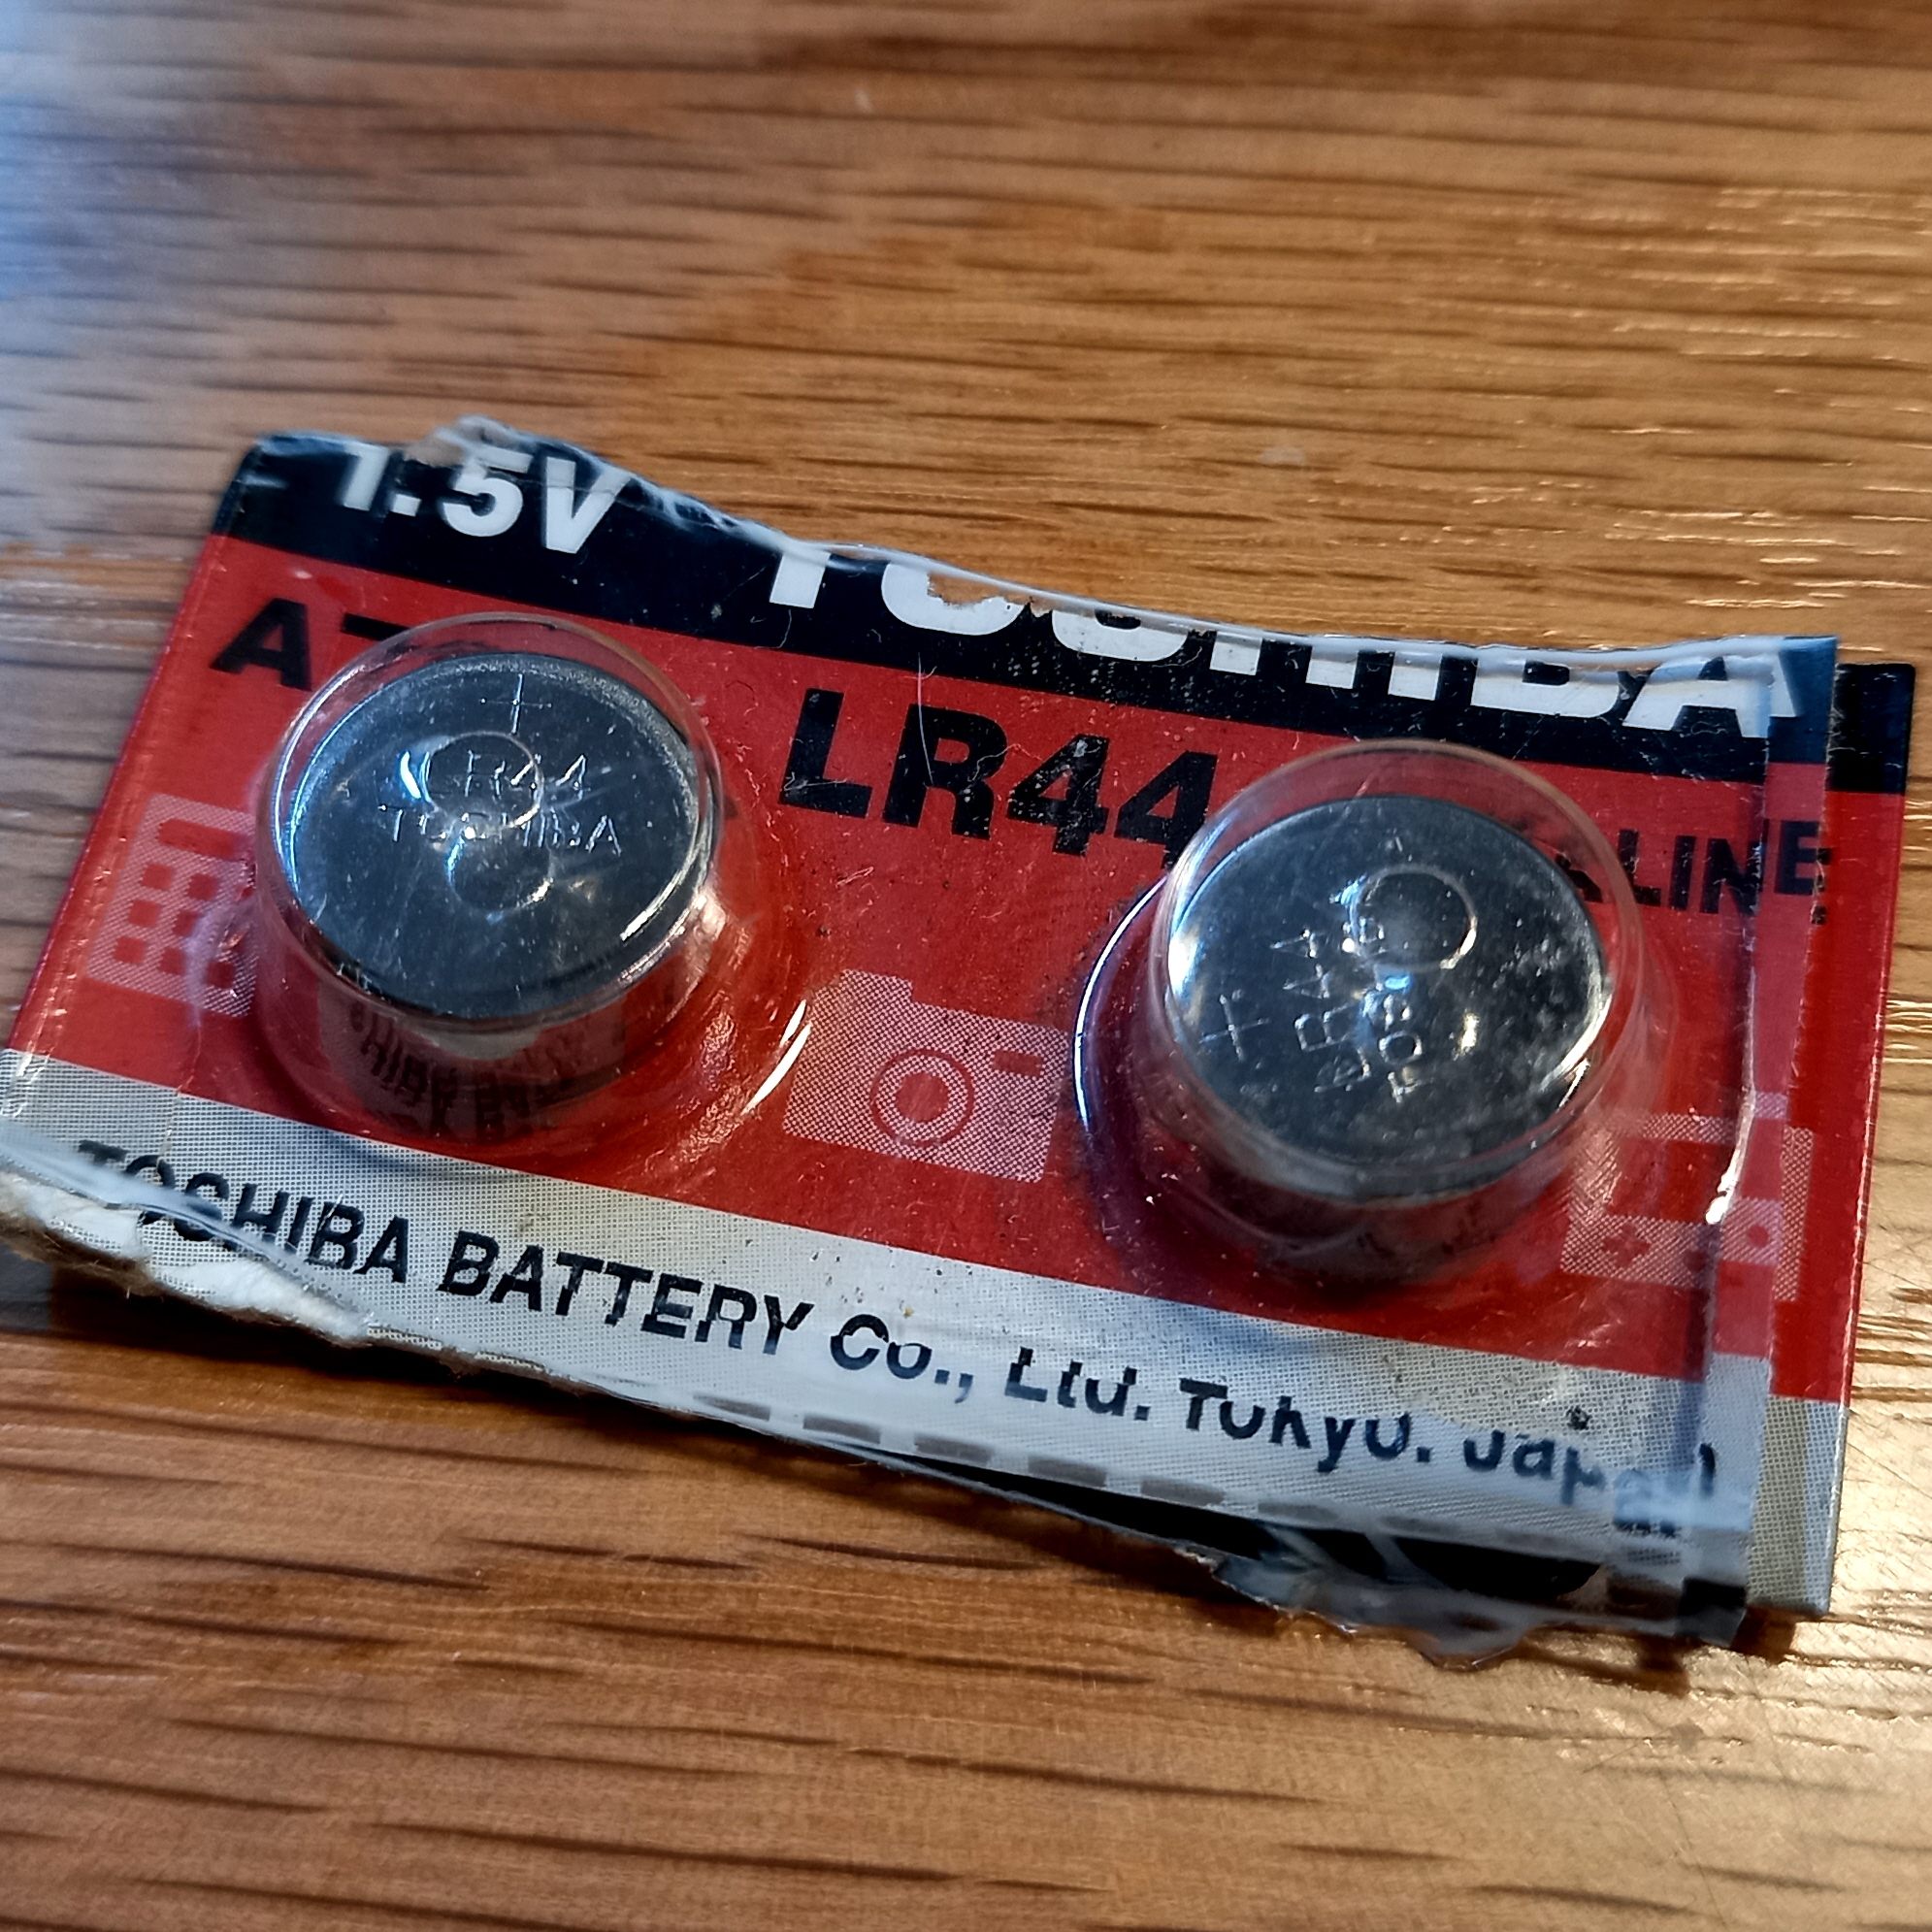 1.5V TOSHIBA
LR44
LR44
TOSHIBA
LR44
TOSHIBA BATTERY Co., Ltd. Tokyo. Japan